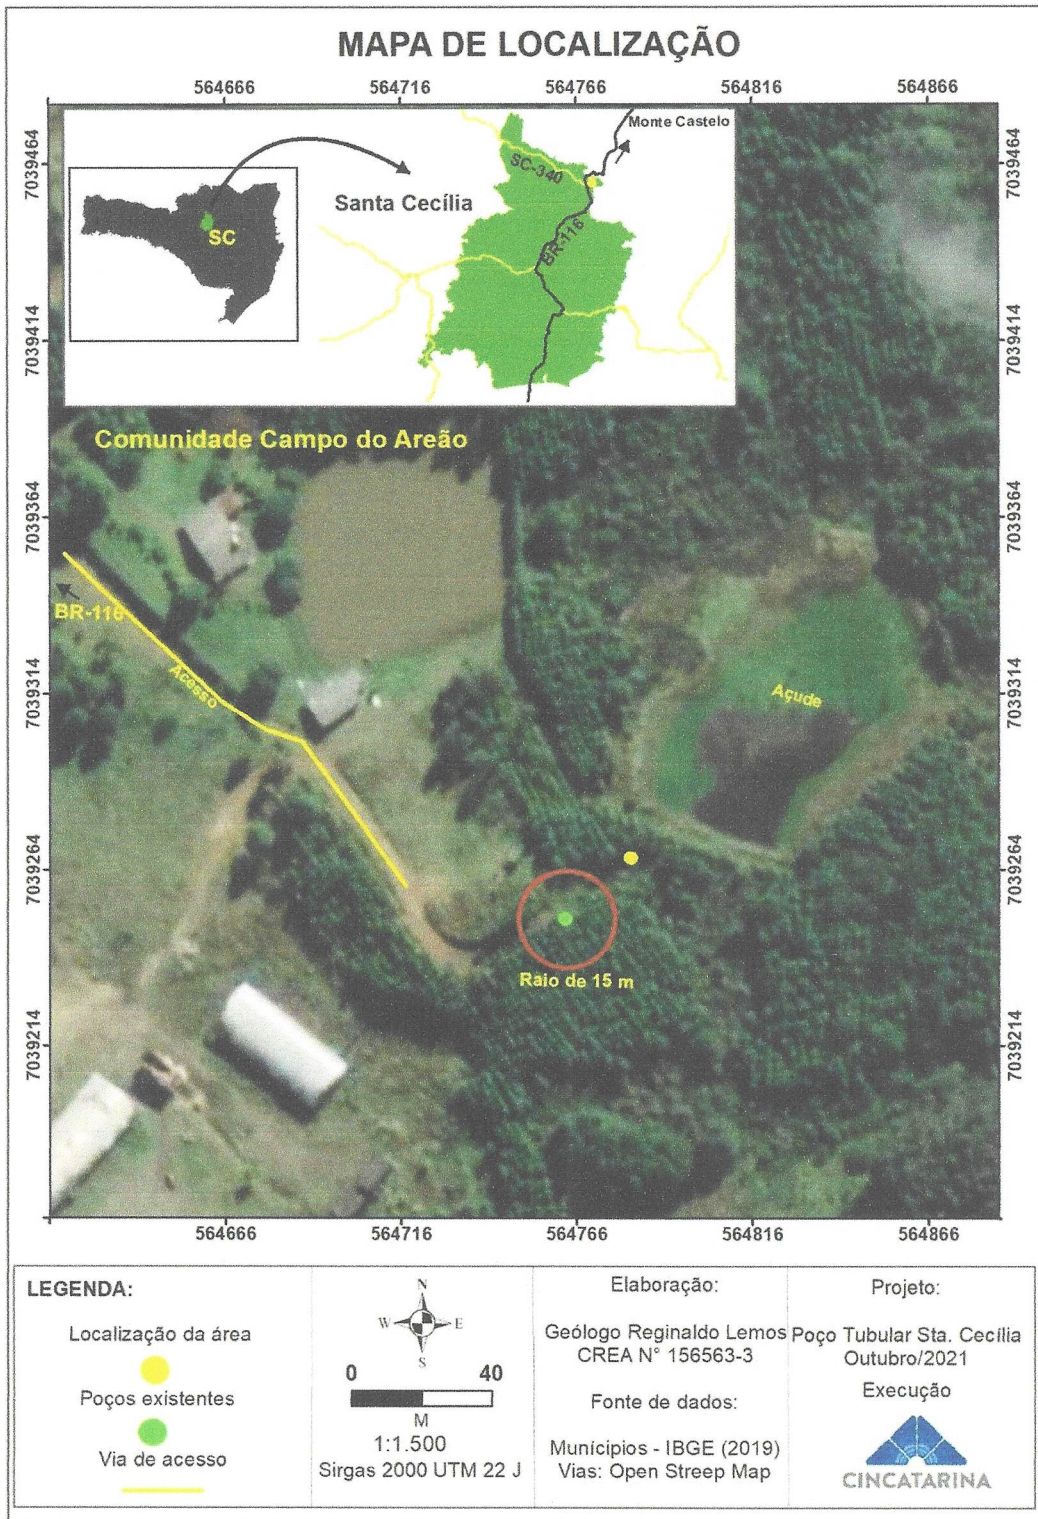 MAPA DE LOCALIZAÇÃO
564666 564716 564766 564816 564866
7039464 7039464
7039414 7039414
7039364 7039364
7039314 7039314
7039264 7039264
7039214 7039214
Monte Castelo
SC-340
Santa Cecília
SC
BR-116
Comunidade Campo do Areão
BR-116
Acesso
Açude
Raio de 15 m
564666 564716 564766 564816 564866
LEGENDA:
Localização da área
Poços existentes
Via de acesso
N
W E
S
0 40
M
1:1.500
Sirgas 2000 UTM 22 J
Elaboração:
Geólogo Reginaldo Lemos
CREA N° 156563-3
Fonte de dados:
Municípios - IBGE (2019)
Vias: Open Streep Map
Projeto:
Poço Tubular Sta. Cecília
Outubro/2021
Execução
CINCATARINA